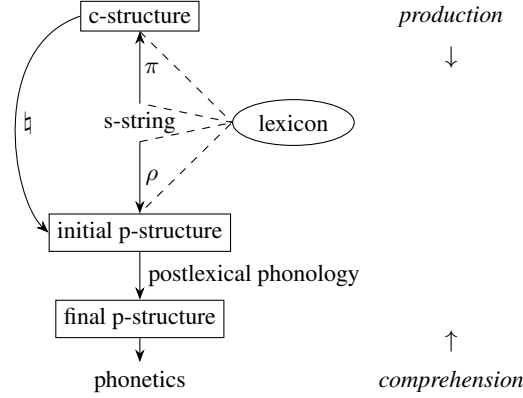 c-structure
production
↓
π
♮
s-string
lexicon
ρ
initial p-structure
postlexical phonology
final p-structure
↑
phonetics
comprehension